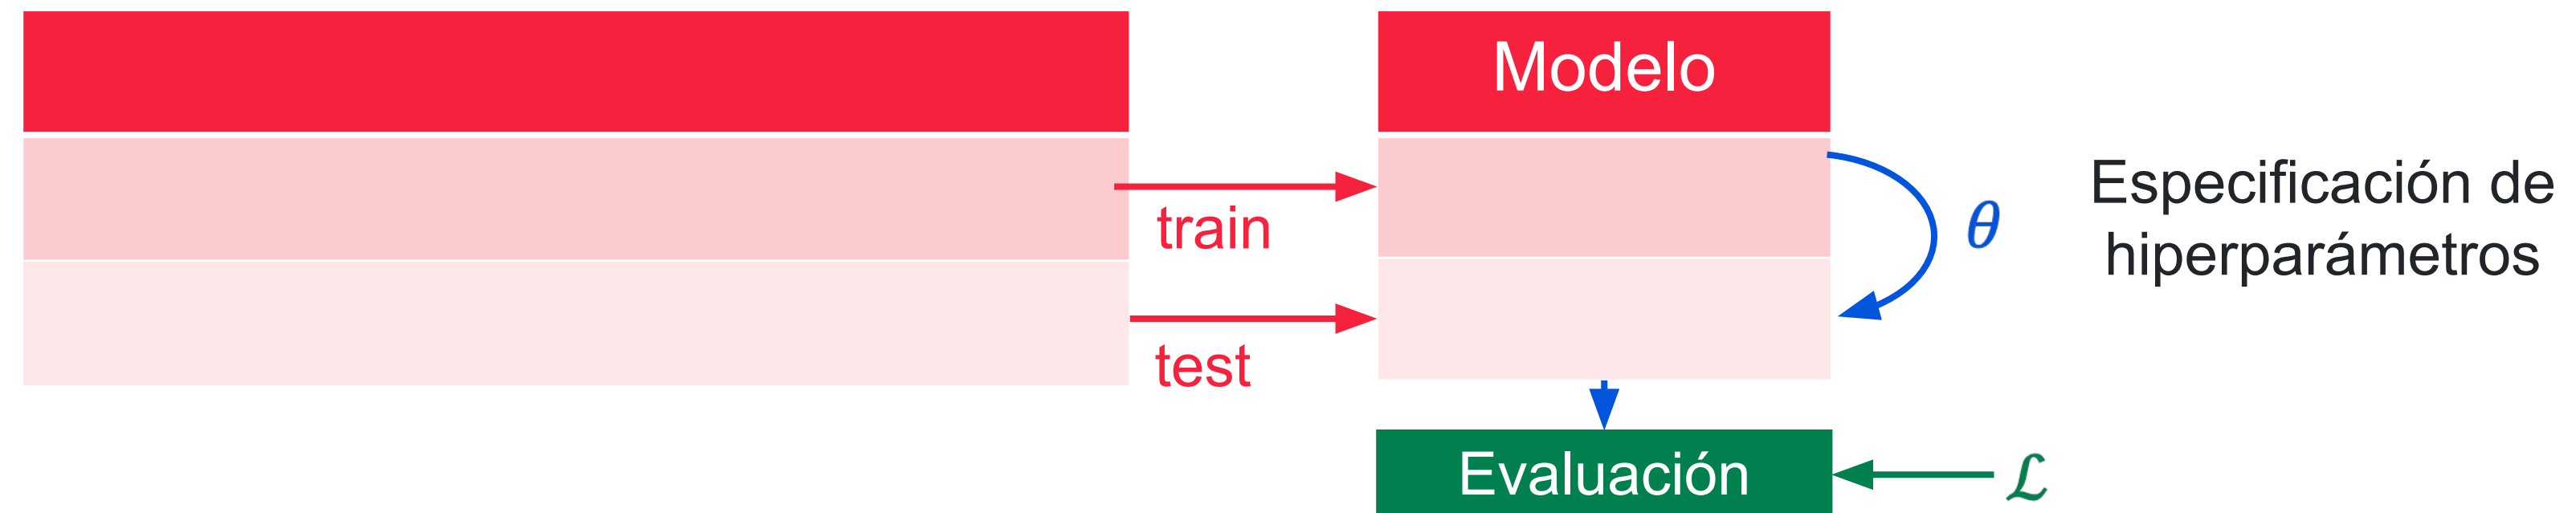 Modelo
train
θ
Especificación de
hiperparámetros
test
Evaluación
ℒ